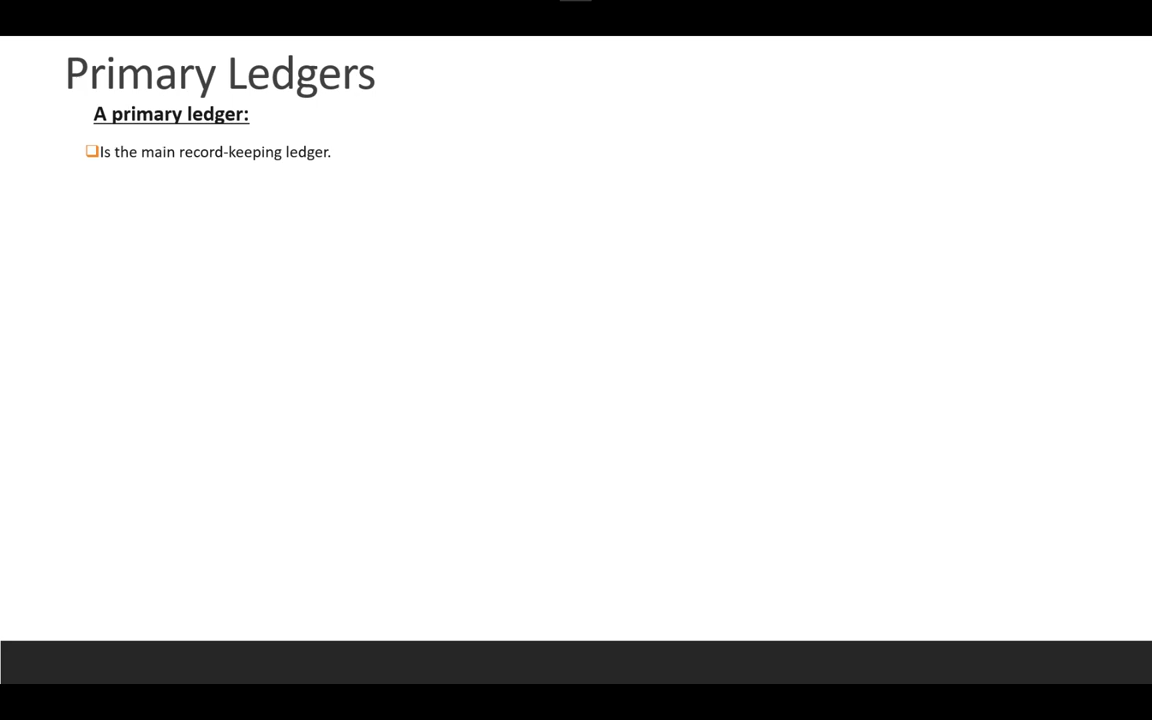 Primary Ledgers
A primary ledger:
Is the main record-keeping ledger.